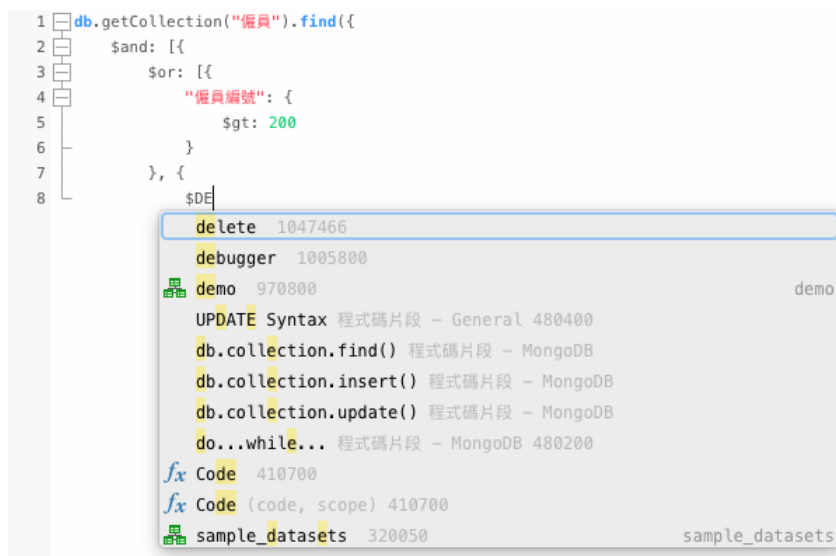 1 db.getCollection("僱員").find({
2 $and: [{
3 $or: [{
4 "僱員編號": {
5 $gt: 200
6 }
7 }, {
8 $DE
delete 1047466
debugger 1005800
demo 970800 demo
UPDATE Syntax 程式碼片段 – General 480400
db.collection.find() 程式碼片段 – MongoDB
db.collection.insert() 程式碼片段 – MongoDB
db.collection.update() 程式碼片段 – MongoDB
do...while... 程式碼片段 – MongoDB 480200
fx Code 410700
fx Code (code, scope) 410700
sample_datasets 320050 sample_datasets